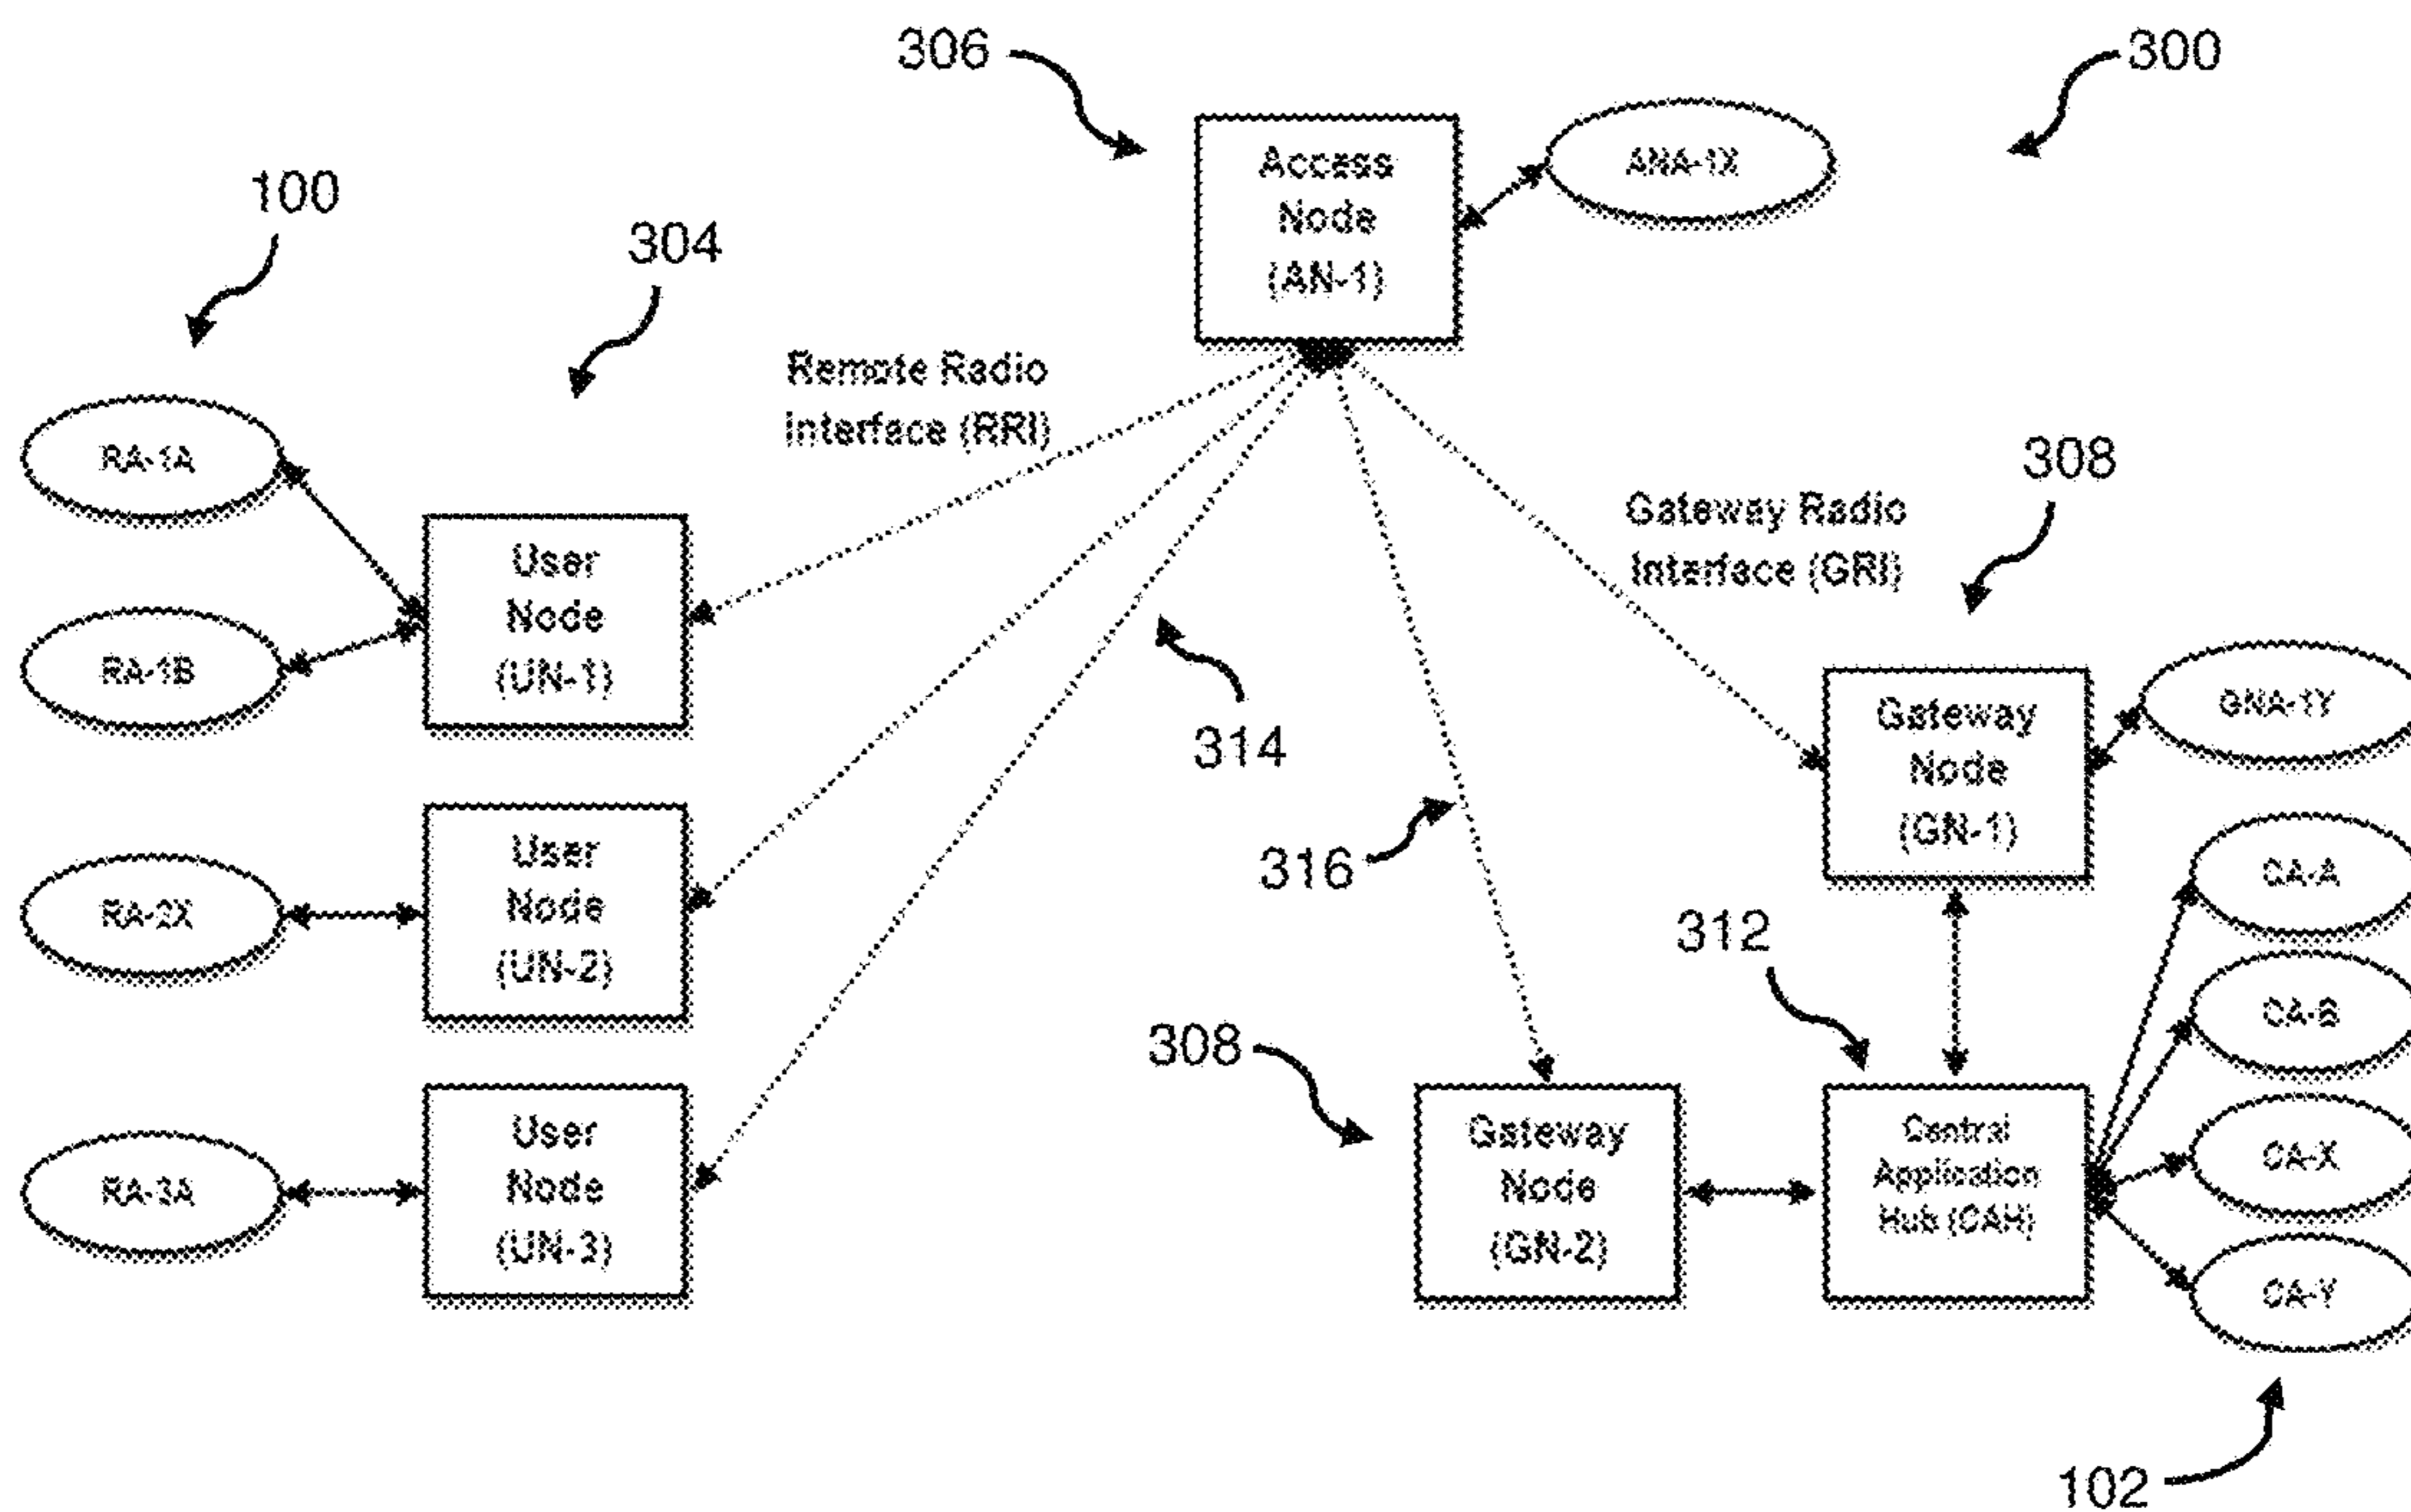 306
300
Access
Node
(AN-1)
ANA-1X
100
304
Remote Radio
Interface (RRI)
RA-1A
308
Gateway Radio
Interface (GRI)
User
Node
(UN-1)
RA-1B
314
Gateway
Node
(GN-1)
GNA-1Y
316
User
Node
(UN-2)
RA-2X
CA-A
312
CA-B
308
User
Node
(UN-3)
RA-3A
Gateway
Node
(GN-2)
Central
Application
Hub (CAH)
CA-X
CA-Y
102